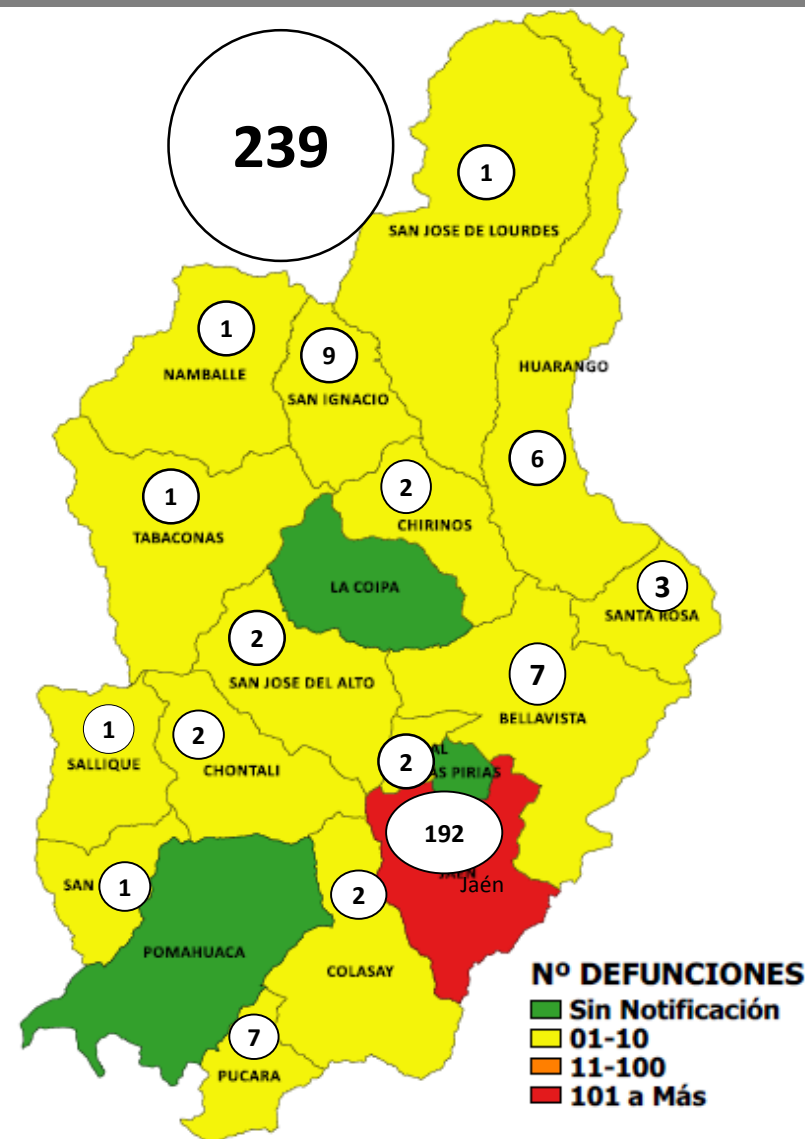 239
1
SAN JOSE DE LOURDES
1
NAMBALLE
9
SAN IGNACIO
HUARANGO
6
1
TABACONAS
2
CHIRINOS
LA COIPA
3
SANTA ROSA
2
SAN JOSE DEL ALTO
7
BELLAVISTA
1
SALLIQUE
2
CHONTALI
2
PIRIAS
192
Jaén
SAN
1
2
POMAHUACA
COLASAY
7
PUCARA
Nº DEFUNCIONES
Sin Notificación
01-10
11-100
101 a Más